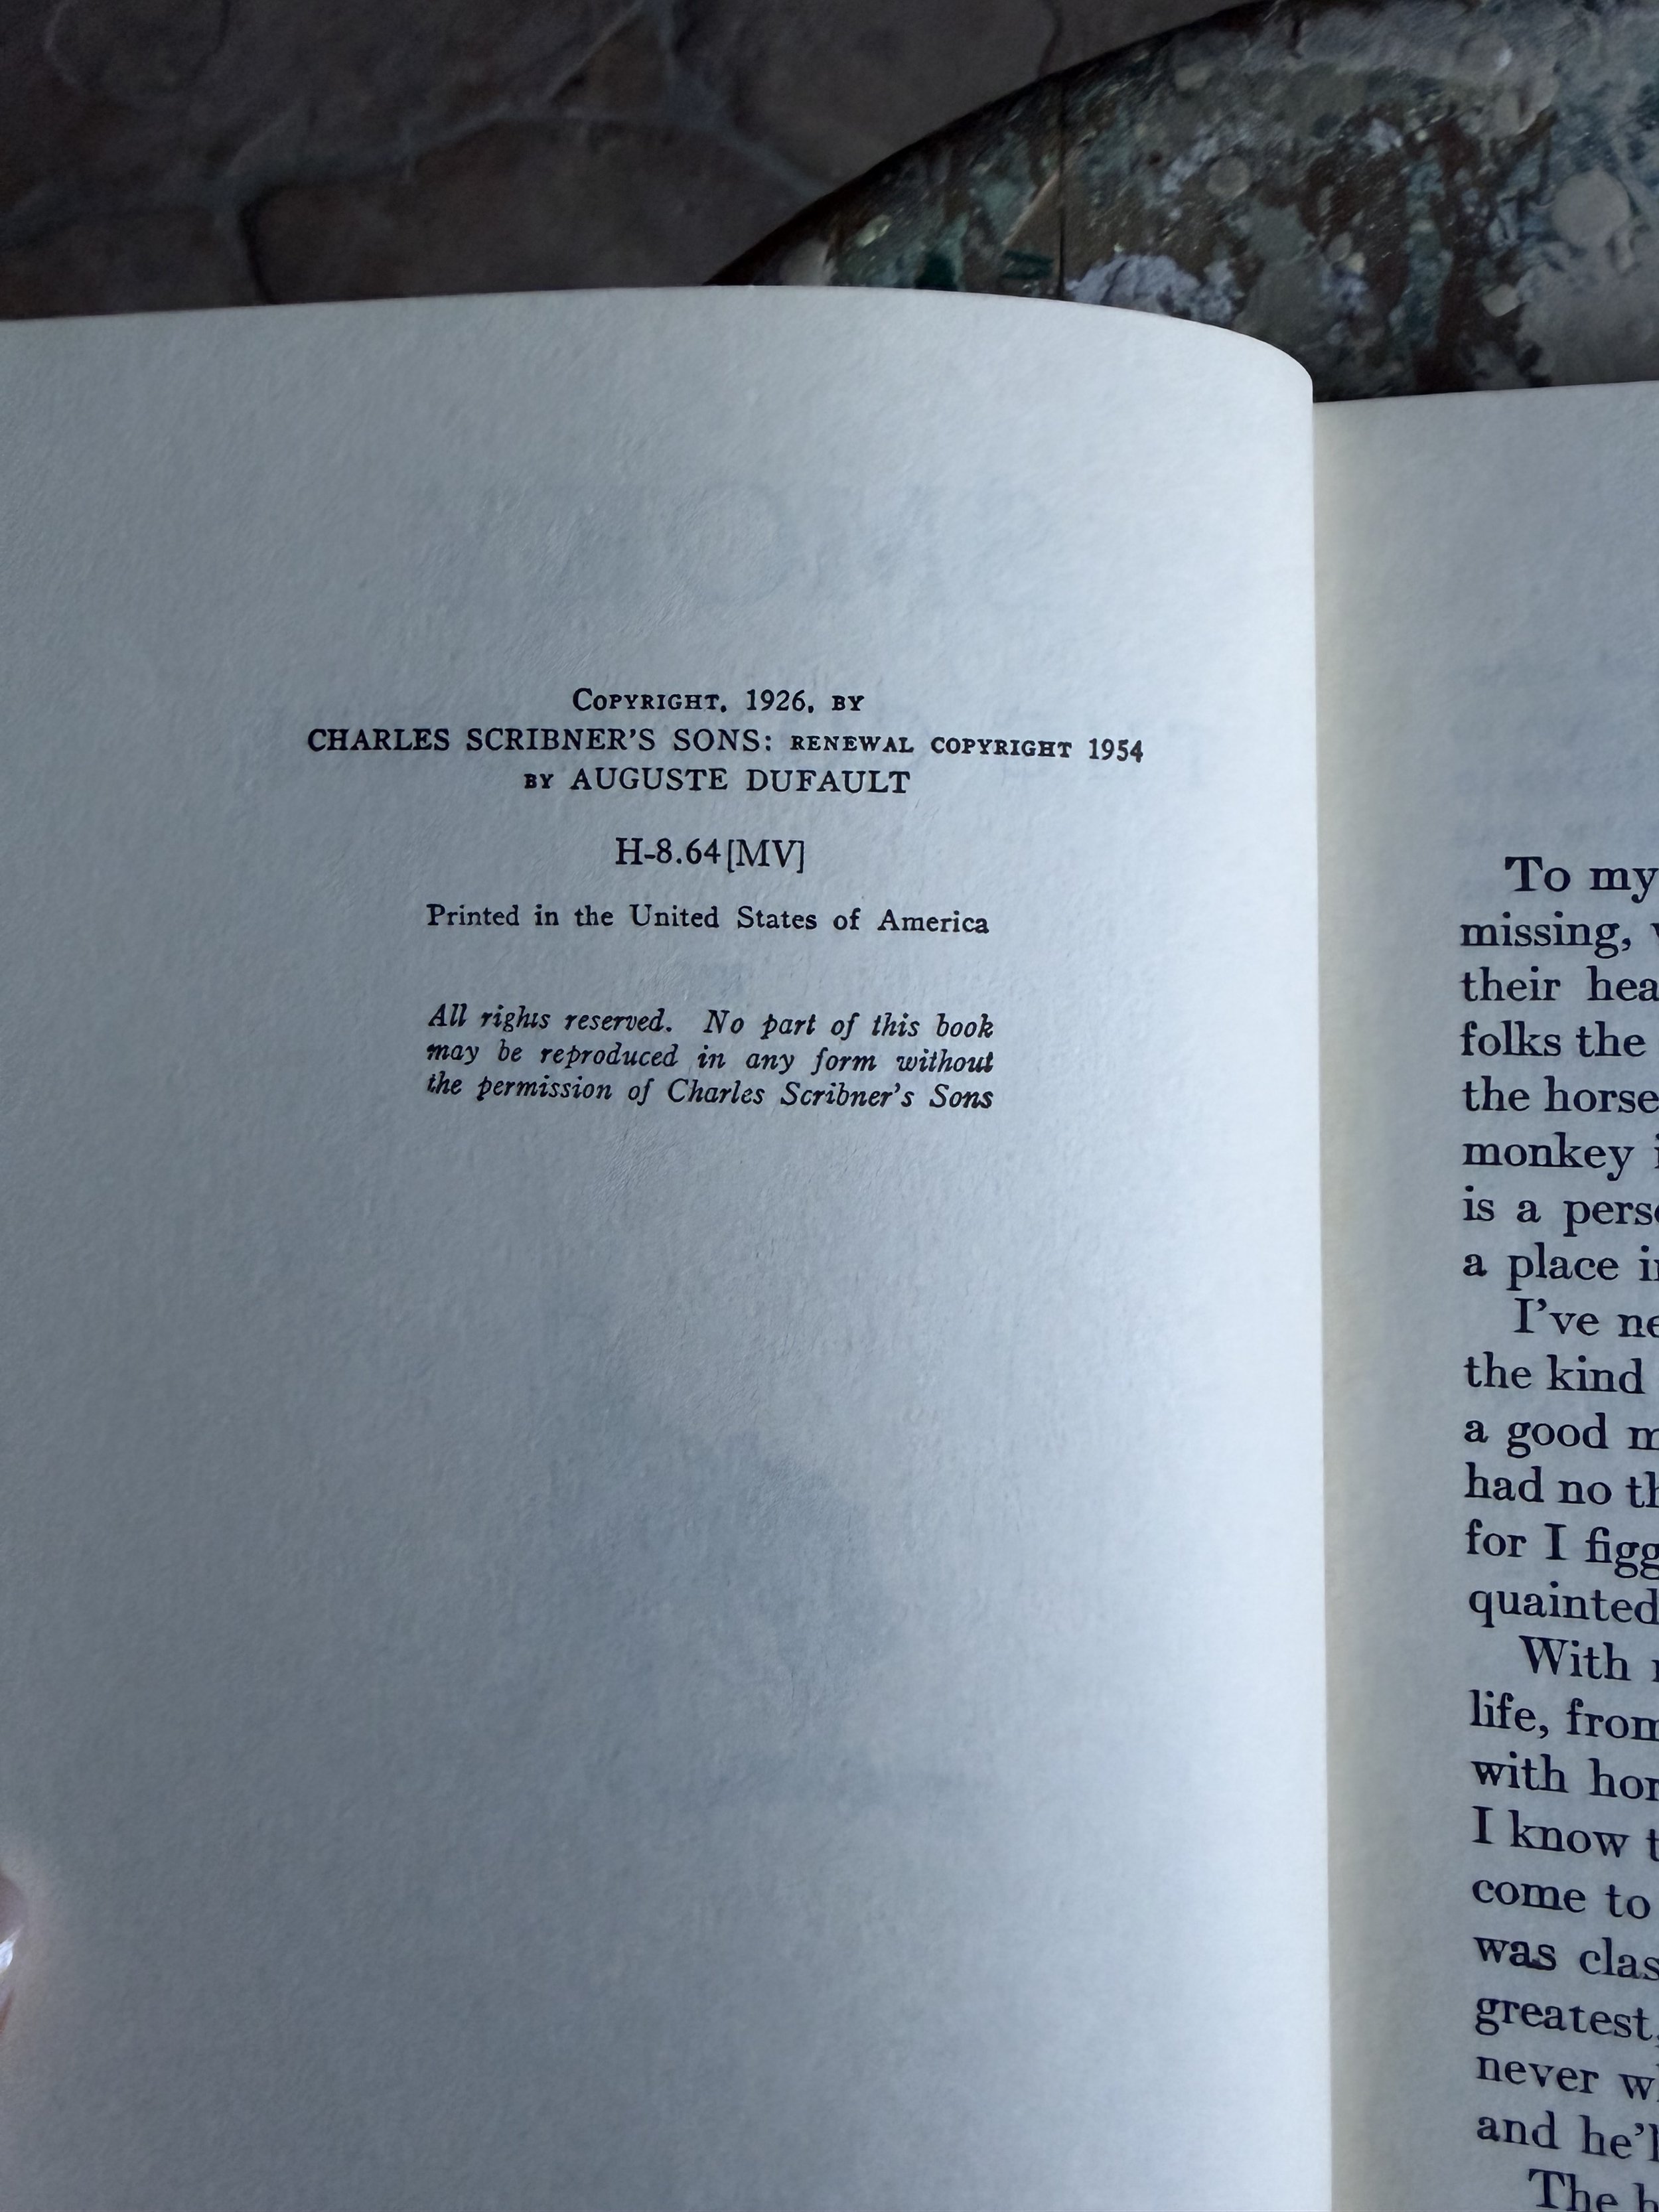 COPYRIGHT, 1926, BY
CHARLES SCRIBNER'S SONS: RENEWAL COPYRIGHT 1954
BY AUGUSTE DUFAULT
H-8.64[MV]
Printed in the United States of America
All rights reserved. No part of this book
may be reproduced in any form without
the permission of Charles Scribner's Sons
To my
missing,
their
folks the
the horse
monkey
is a
a place
I've
the kind
a good
had no
for I
quainted
With
life, from
with
I know
come to
was
greatest,
never
and
The